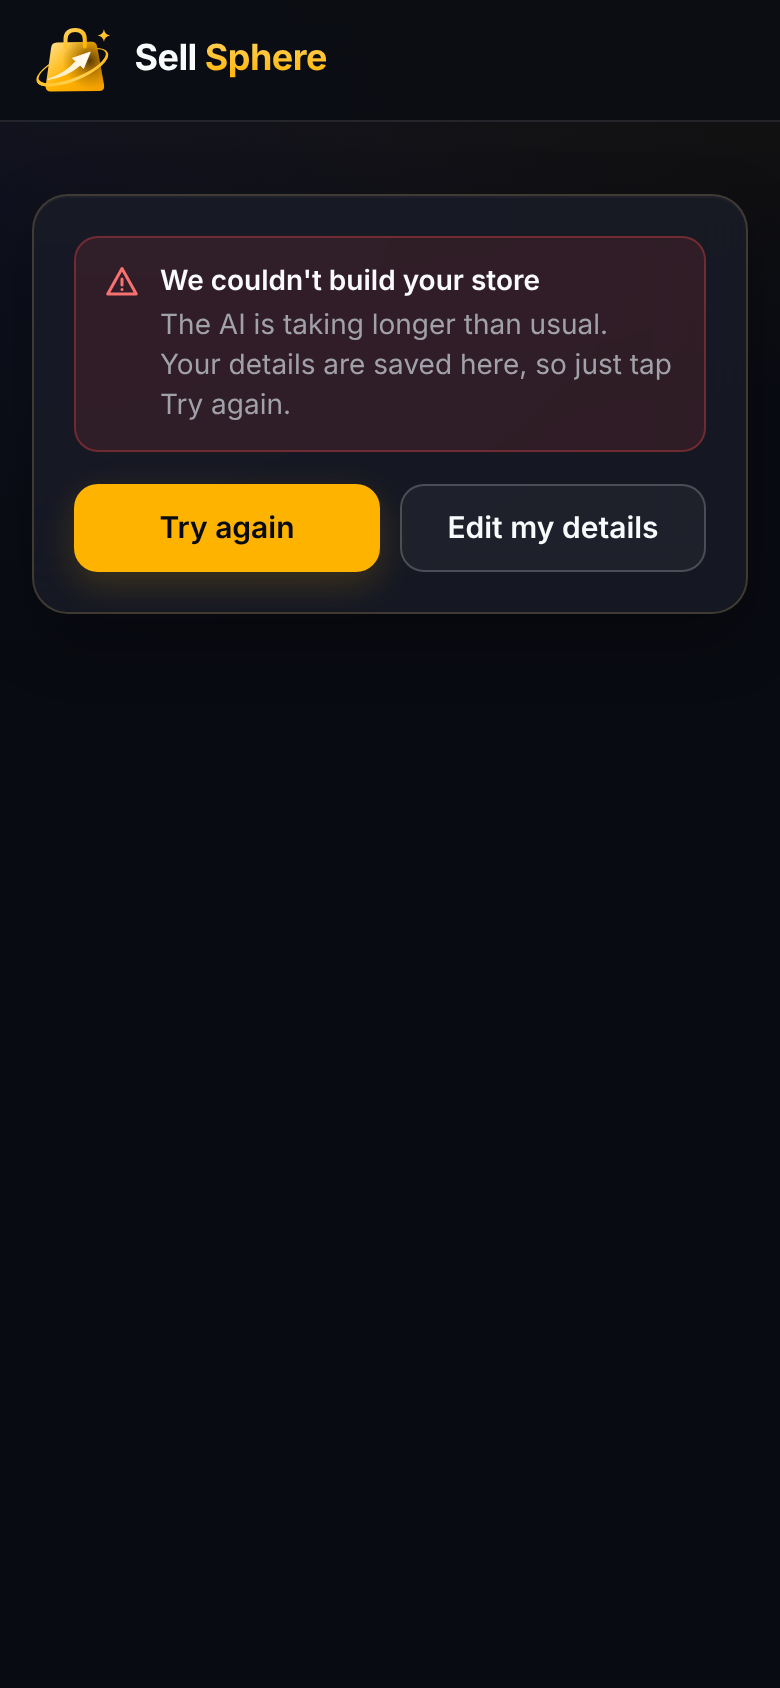 Sell Sphere
We couldn't build your store
The AI is taking longer than usual.
Your details are saved here, so just tap
Try again.
Try again
Edit my details